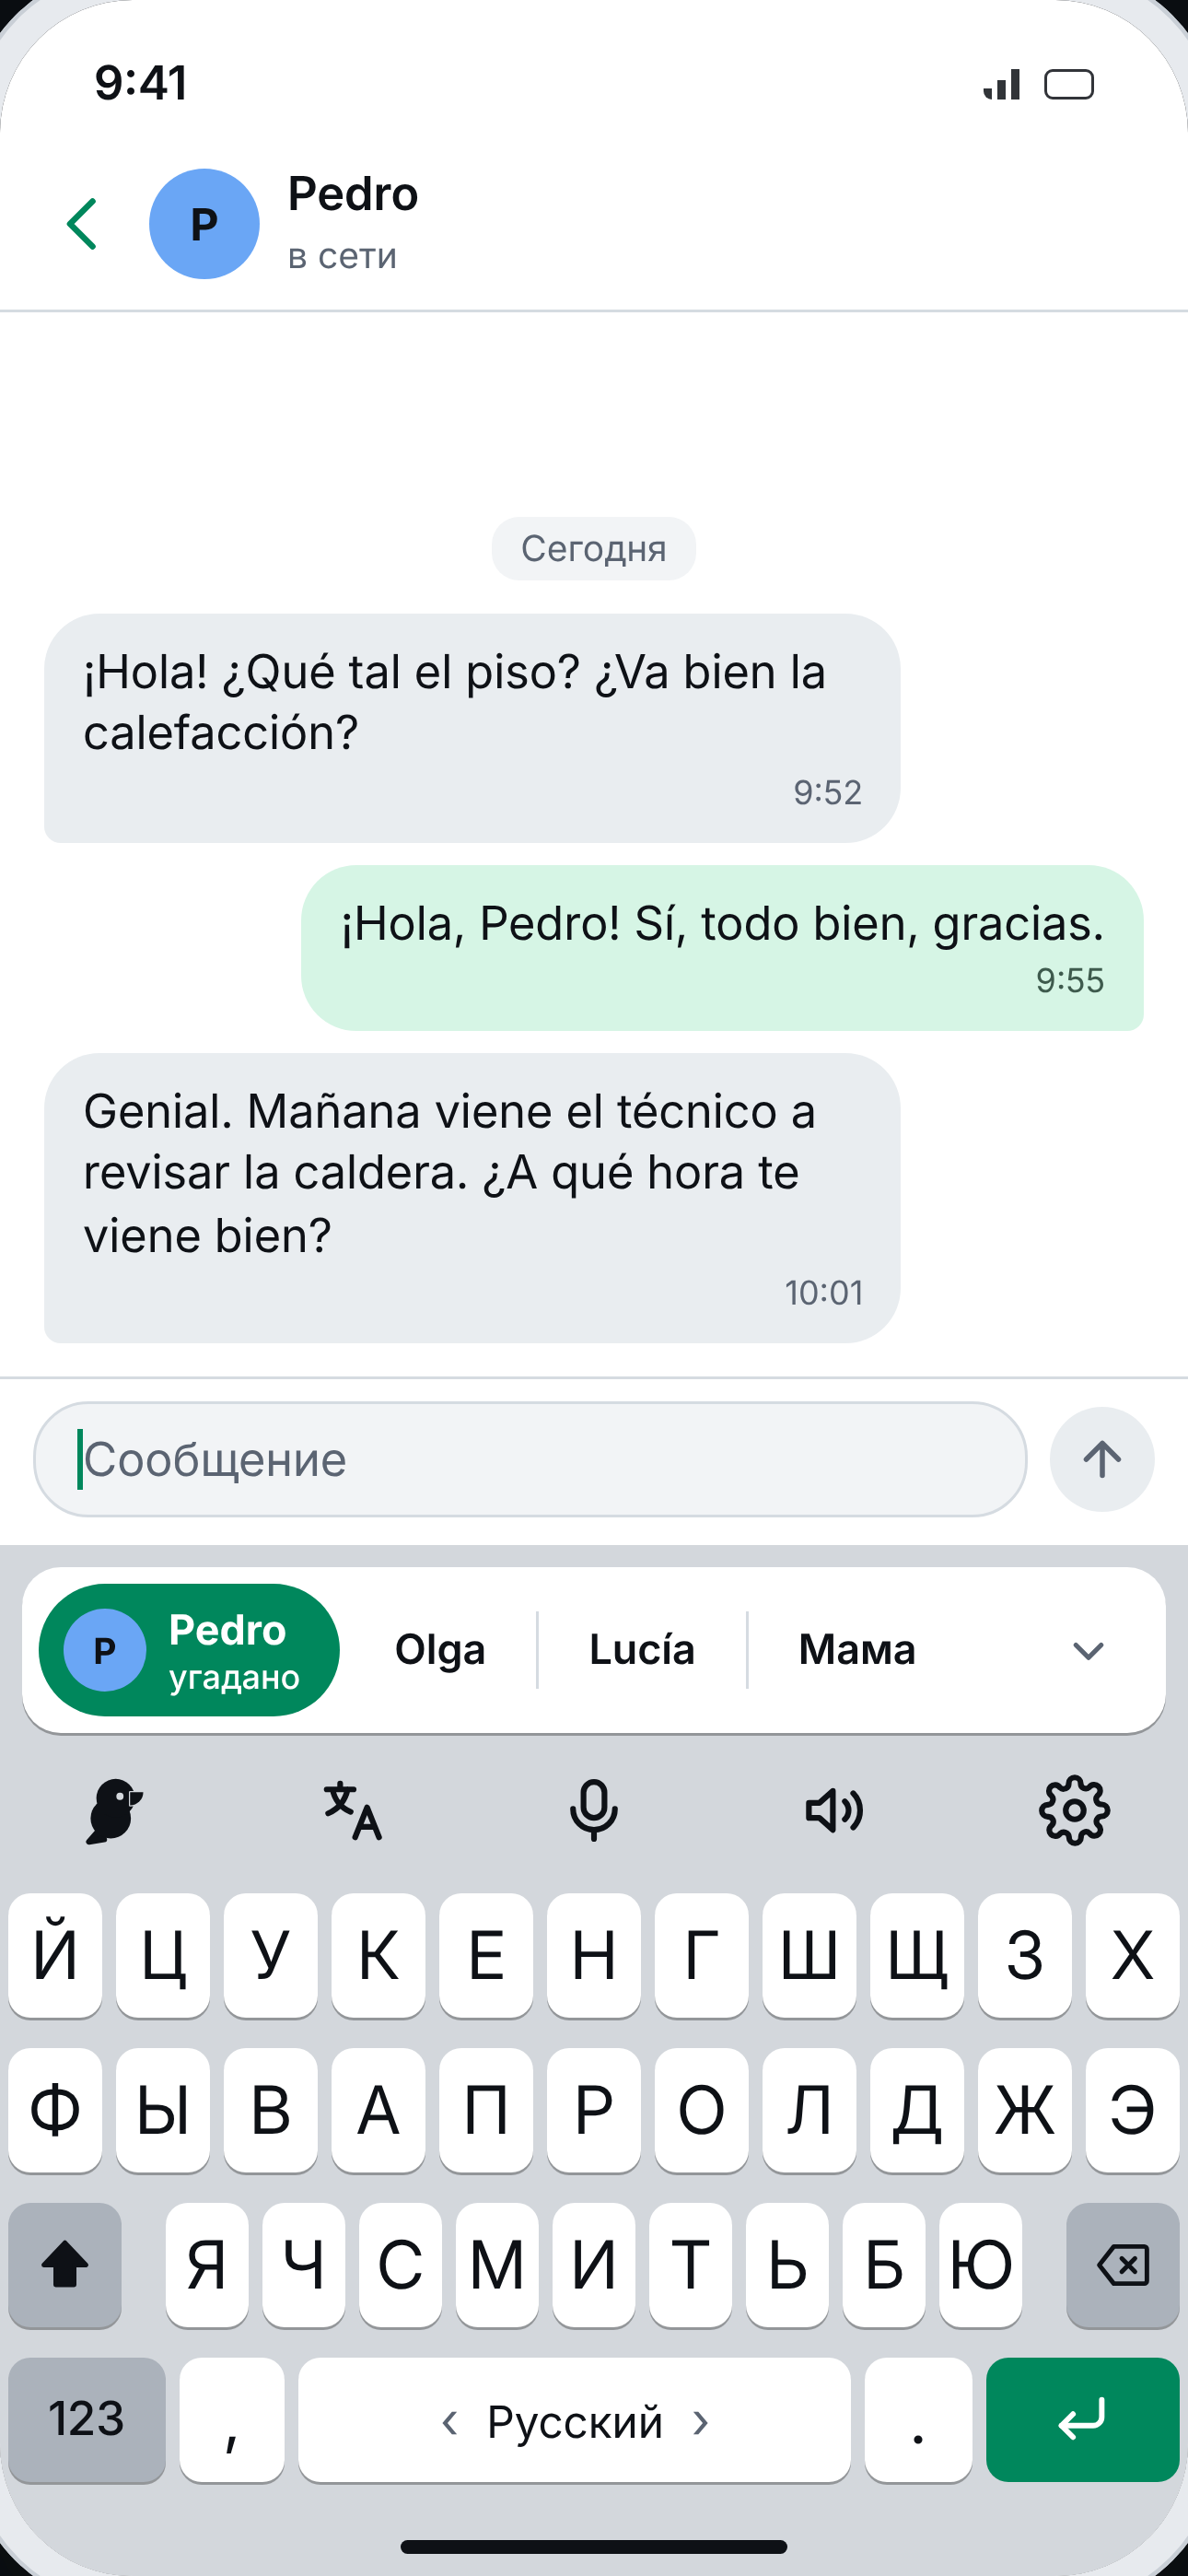 9:41
P
Pedro
в сети
Сегодня
¡Hola! ¿Qué tal el piso? ¿Va bien la
calefacción?
9:52
¡Hola, Pedro! Sí, todo bien, gracias.
9:55
Genial. Mañana viene el técnico a
revisar la caldera. ¿A qué hora te
viene bien?
10:01
Сообщение
P
Pedro
угадано
Olga
Lucía
Мама
Й Ц У К Е Н Г Ш Щ З Х
Ф Ы В А П Р О Л Д Ж Э
Я Ч С М И Т Ь Б Ю
123 , ‹ Русский › .